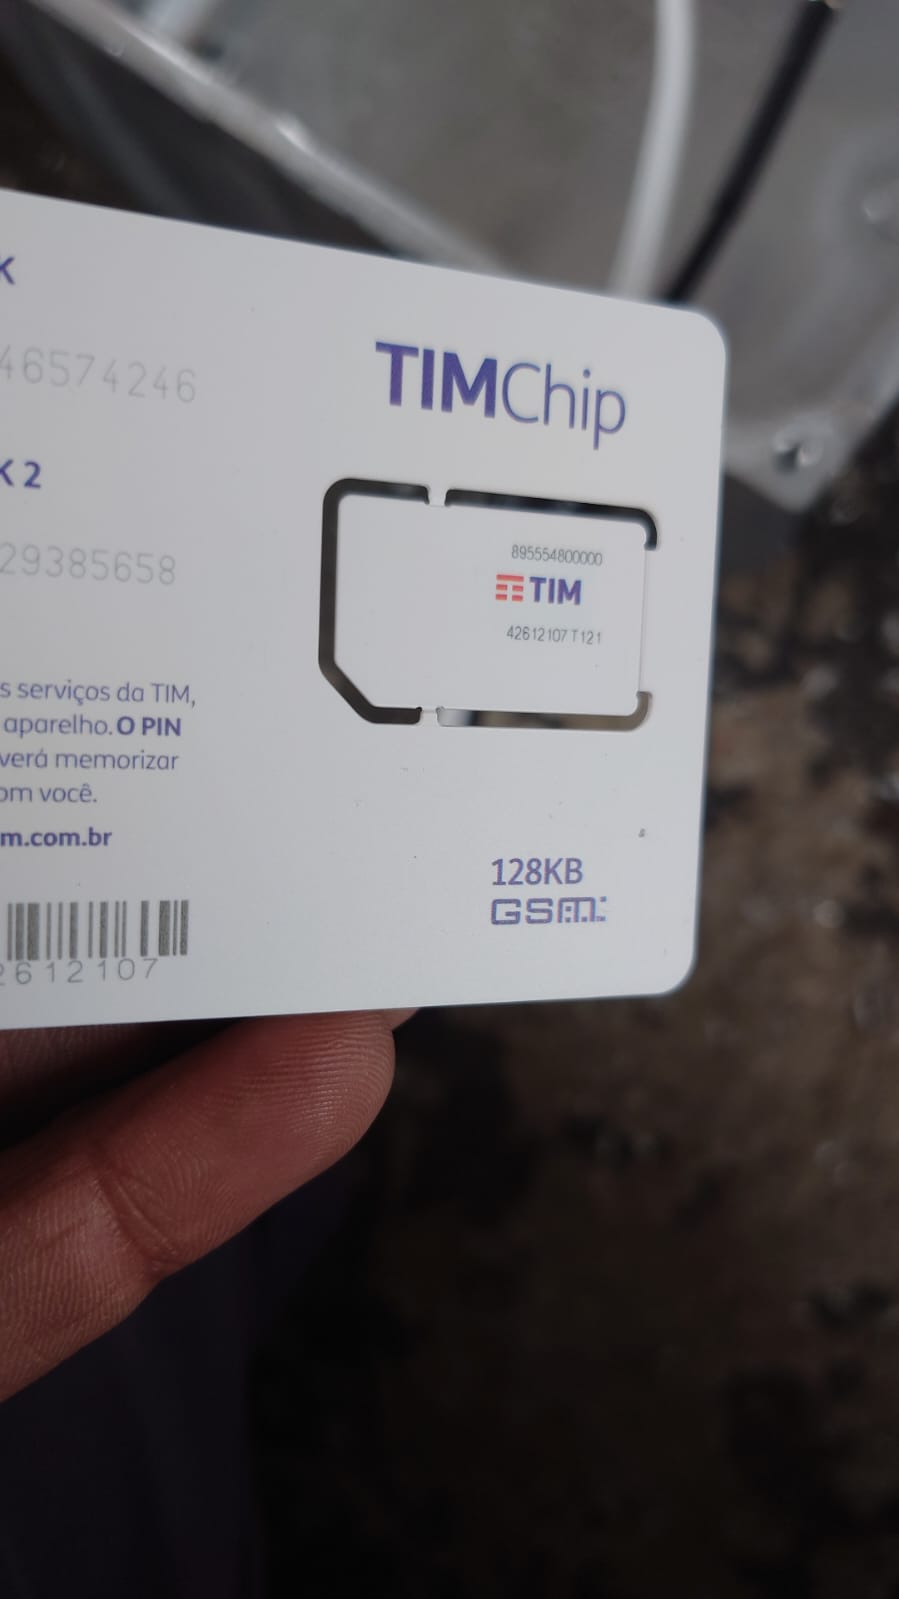 K
46574246
K 2
29385658
s serviços da TIM,
aparelho. O PIN
verá memorizar
om você.
m.com.br
2612107
TIMChip
895554800000
TIM
42612107 T121
128KB
GSM